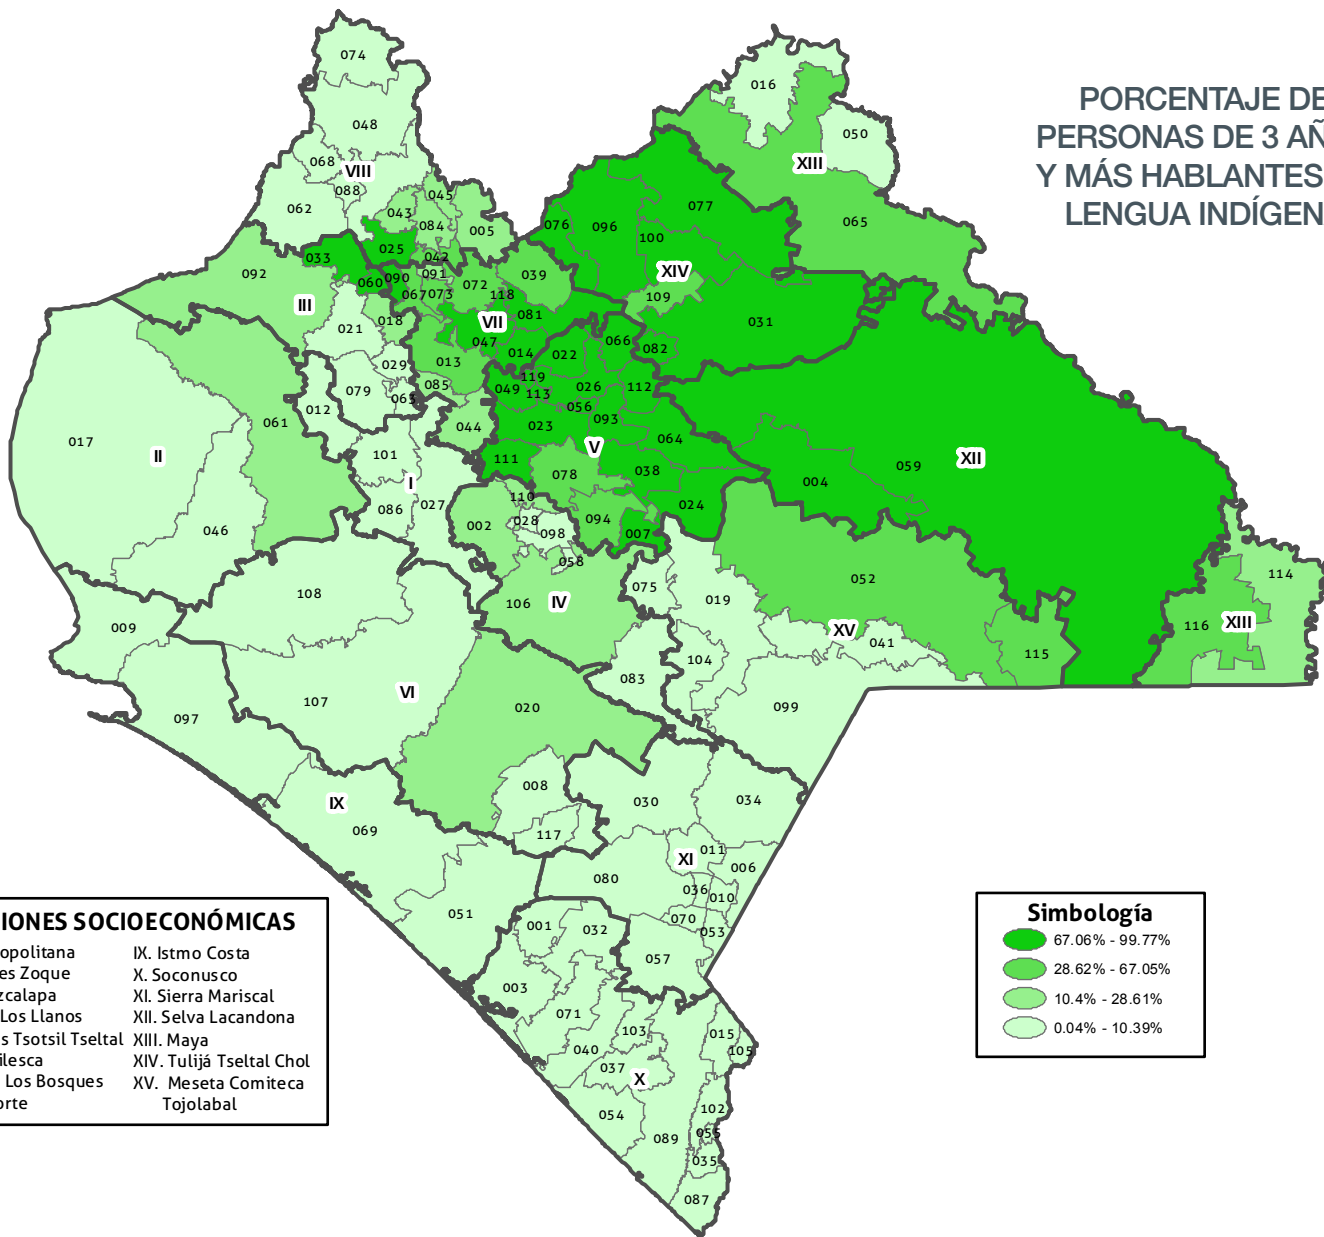 PORCENTAJE DE
PERSONAS DE 3 AÑ
Y MÁS HABLANTES
LENGUA INDÍGEN
074
016
048
050
068
VIII
XIII
088
045
077
062
043
076
096
084
005
065
100
025
042
033
092
091
039
XIV
060
090
072
067
073
118
109
III
018
081
VII
031
021
047
066
082
014
022
013
029
119
085
026
112
079
049
113
063
012
056
093
061
023
044
064
017
II
101
V
111
XII
059
078
038
I
004
110
024
086
027
002
028
094
046
098
007
058
052
114
075
108
106
IV
019
116
XIII
009
XV
041
115
104
083
107
VI
020
099
097
008
IX
030
034
069
117
011
XI
006
080
036
010
051
070
001
032
053
057
003
071
103
015
040
105
037
X
102
054
055
089
035
087
IONES SOCIOECONÓMICAS
opolitana
es Zoque
zcalapa
Los Llanos
s Tsotsil Tseltal
ilesca
Los Bosques
orte
IX. Istmo Costa
X. Soconusco
XI. Sierra Mariscal
XII. Selva Lacandona
XIII. Maya
XIV. Tulijá Tseltal Chol
XV. Meseta Comiteca
Tojolabal
Simbología
67.06% - 99.77%
28.62% - 67.05%
10.4% - 28.61%
0.04% - 10.39%